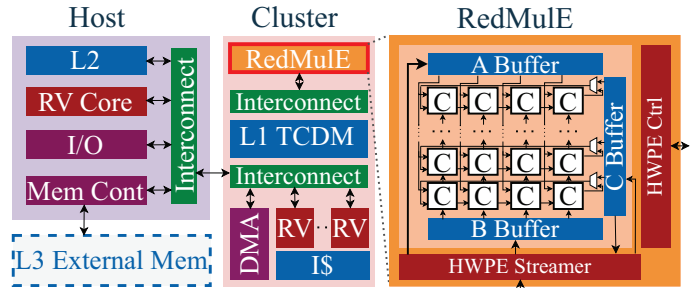 Host
L2
RV Core
I/O
Mem Cont
Interconnect
L3 External Mem
Cluster
RedMulE
Interconnect
L1 TCDM
Interconnect
DMA
RV
...
RV
I$
RedMulE
A Buffer
C C C C
... ...
C C C C
C C C C
C Buffer
B Buffer
HWPE Streamer
HWPE Ctrl